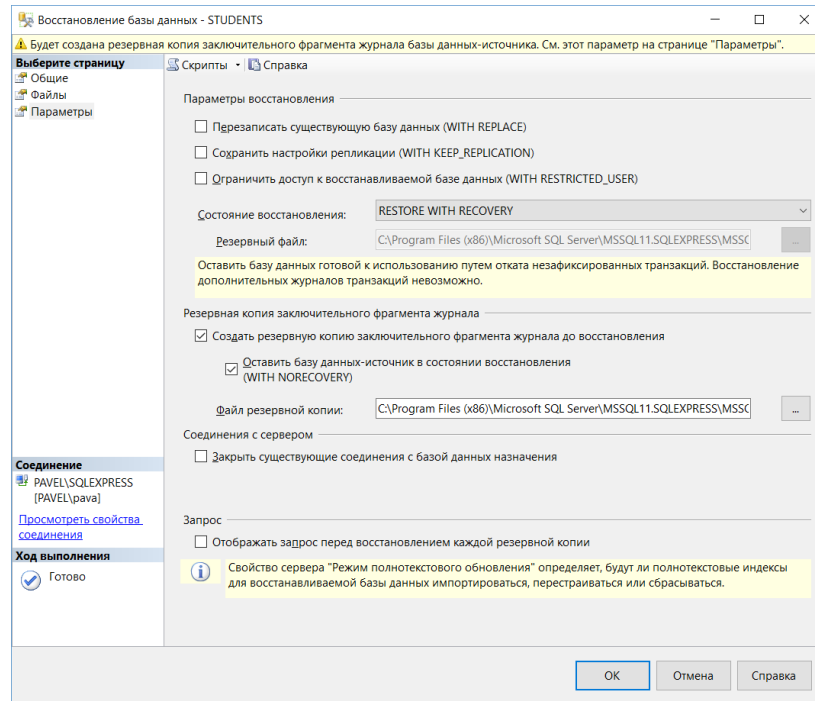 Восстановление базы данных - STUDENTS
Будет создана резервная копия заключительного фрагмента журнала базы данных-источника. См. этот параметр на странице "Параметры".
Выберите страницу
Общие
Файлы
Параметры
Скрипты
Справка
Параметры восстановления
Перезаписать существующую базу данных (WITH REPLACE)
Сохранить настройки репликации (WITH KEEP_REPLICATION)
Ограничить доступ к восстанавливаемой базе данных (WITH RESTRICTED_USER)
Состояние восстановления:
RESTORE WITH RECOVERY
Резервный файл:
C:\Program Files (x86)\Microsoft SQL Server\MSSQL11.SQLEXPRESS\MSSC
...
Оставить базу данных готовой к использованию путем отката незафиксированных транзакций. Восстановление
дополнительных журналов транзакций невозможно.
Резервная копия заключительного фрагмента журнала
Создать резервную копию заключительного фрагмента журнала до восстановления
Оставить базу данных-источник в состоянии восстановления
(WITH NORECOVERY)
Файл резервной копии:
C:\Program Files (x86)\Microsoft SQL Server\MSSQL11.SQLEXPRESS\MSSC
...
Соединения с сервером
Закрыть существующие соединения с базой данных назначения
Запрос
Отображать запрос перед восстановлением каждой резервной копии
Свойство сервера "Режим полнотекстового обновления" определяет, будут ли полнотекстовые индексы
для восстанавливаемой базы данных импортироваться, перестраиваться или сбрасываться.
Соединение
PAVEL\SQLEXPRESS
[PAVEL\pava]
Просмотреть свойства
соединения
Ход выполнения
Готово
ОК
Отмена
Справка